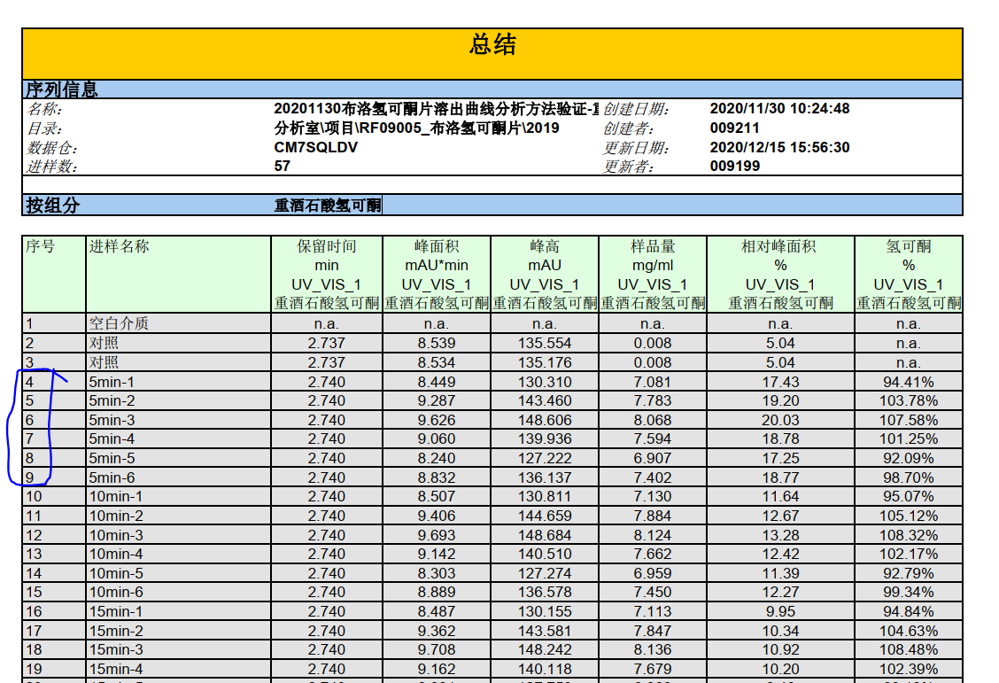 总结
序列信息
名称: 20201130布洛氢可酮片溶出曲线分析方法验证- 创建日期: 2020/11/30 10:24:48
目录: 分析室\项目\RF09005_布洛氢可酮片\2019 创建者: 009211
数据仓: CM7SQLDV 更新日期: 2020/12/15 15:56:30
进样数: 57 更新者: 009199
按组分 重酒石酸氢可酮
序号 进样名称 保留时间 峰面积 峰高 样品量 相对峰面积 氢可酮
min mAU*min mAU mg/ml % %
UV_VIS_1 UV_VIS_1 UV_VIS_1 UV_VIS_1 UV_VIS_1 UV_VIS_1
重酒石酸氢可酮 重酒石酸氢可酮 重酒石酸氢可酮 重酒石酸氢可酮 重酒石酸氢可酮 重酒石酸氢可酮
1 空白介质 n.a. n.a. n.a. n.a. n.a. n.a.
2 对照 2.737 8.539 135.554 0.008 5.04 n.a.
3 对照 2.737 8.534 135.176 0.008 5.04 n.a.
4 5min-1 2.740 8.449 130.310 7.081 17.43 94.41%
5 5min-2 2.740 9.287 143.460 7.783 19.20 103.78%
6 5min-3 2.740 9.626 148.606 8.068 20.03 107.58%
7 5min-4 2.740 9.060 139.936 7.594 18.78 101.25%
8 5min-5 2.740 8.240 127.222 6.907 17.25 92.09%
9 5min-6 2.740 8.832 136.137 7.402 18.77 98.70%
10 10min-1 2.740 8.507 130.811 7.130 11.64 95.07%
11 10min-2 2.740 9.406 144.659 7.884 12.67 105.12%
12 10min-3 2.740 9.693 148.684 8.124 13.28 108.32%
13 10min-4 2.740 9.142 140.510 7.662 12.42 102.17%
14 10min-5 2.740 8.303 127.274 6.959 11.39 92.79%
15 10min-6 2.740 8.889 136.578 7.450 12.27 99.34%
16 15min-1 2.740 8.487 130.155 7.113 9.95 94.84%
17 15min-2 2.740 9.362 143.581 7.847 10.34 104.63%
18 15min-3 2.740 9.708 148.242 8.136 10.92 108.48%
19 15min-4 2.740 9.162 140.118 7.679 10.20 102.39%